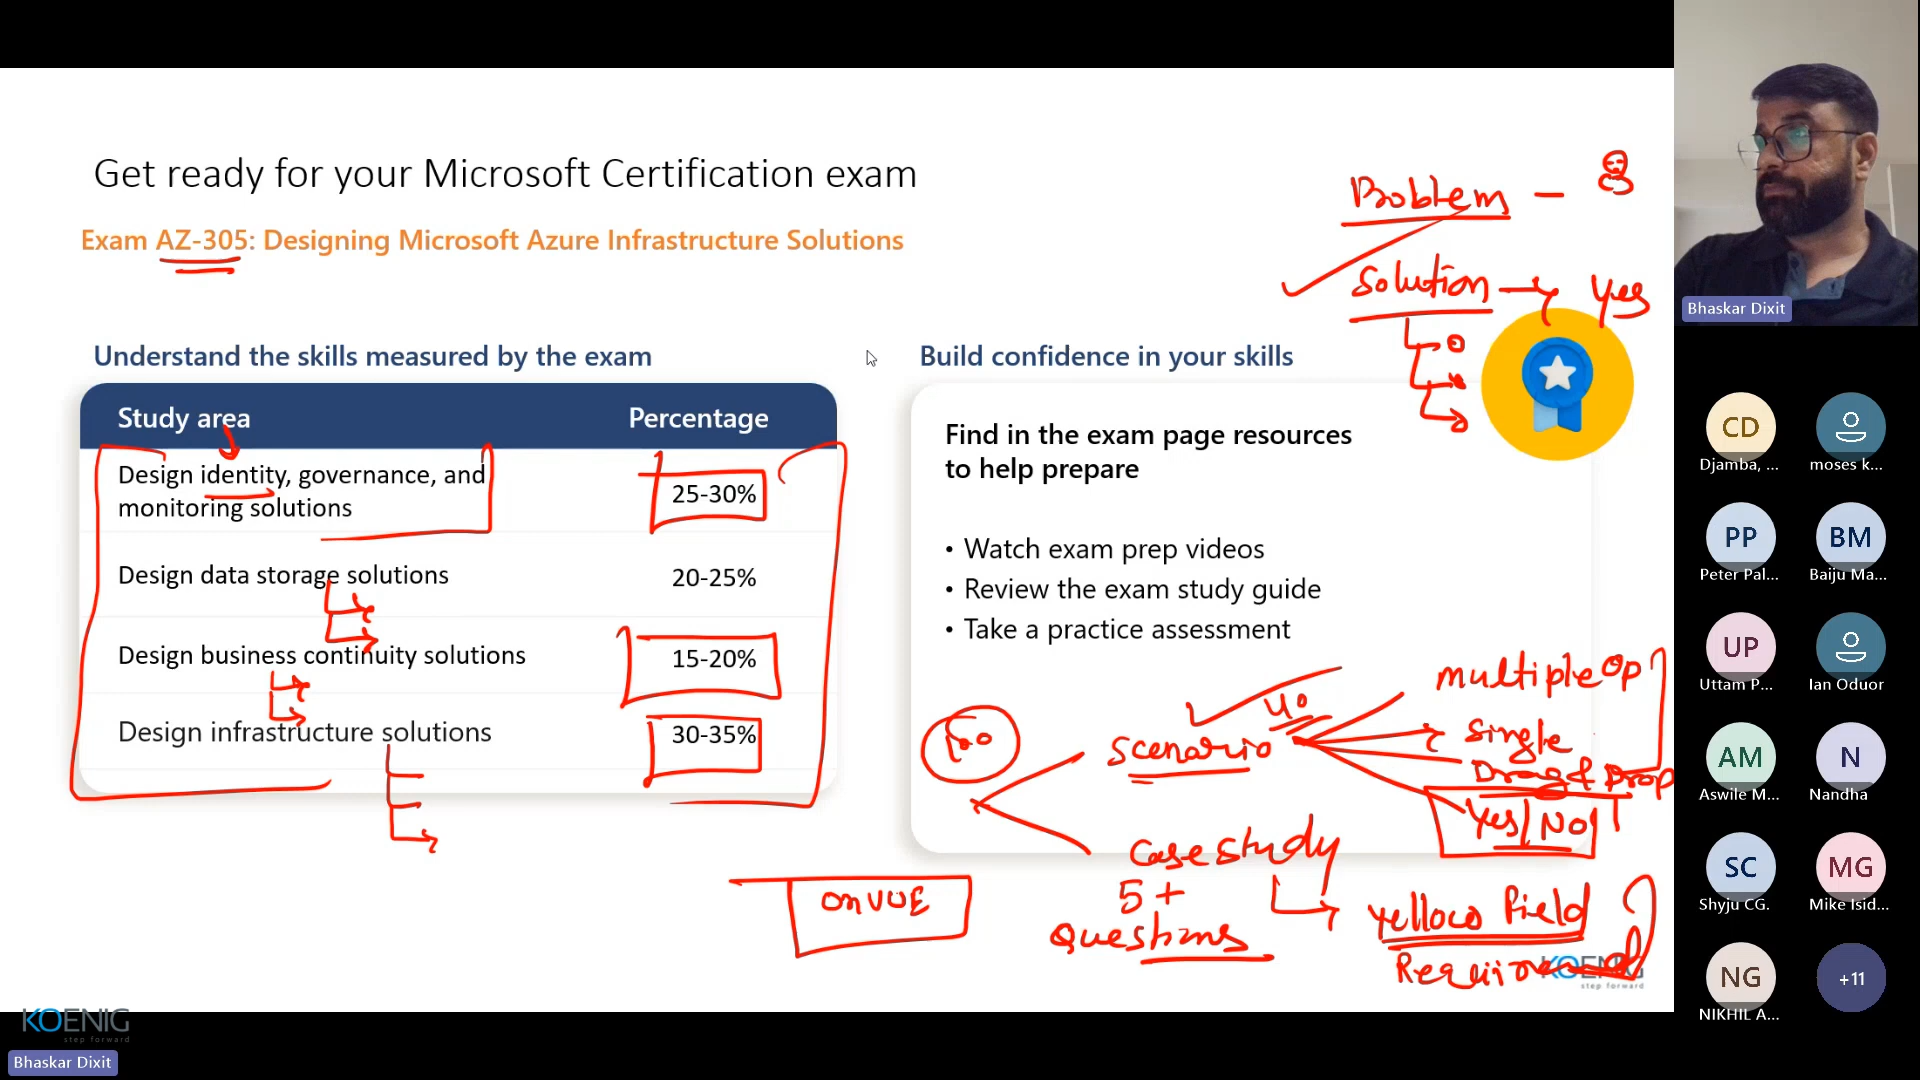 Get ready for your Microsoft Certification exam
Exam AZ-305: Designing Microsoft Azure Infrastructure Solutions
Problem -
Solution → yes
Understand the skills measured by the exam
Study area Percentage
Design identity, governance, and
monitoring solutions
25-30%
Design data storage solutions 20-25%
Design business continuity solutions 15-20%
Design infrastructure solutions 30-35%
Build confidence in your skills
Find in the exam page resources
to help prepare
• Watch exam prep videos
• Review the exam study guide
• Take a practice assessment
multiple op
40
Scenario
Single
Drag & Drop
Yes/No
Case study
5+
Questions
Yellow Field
onVUE
KOENIG
step forward
KOENIG
step forward
Bhaskar Dixit
Bhaskar Dixit
CD
Djamba, ...
moses k...
PP
Peter Pal...
BM
Baiju Ma...
UP
Uttam P...
Ian Oduor
AM
Aswile M...
N
Nandha
SC
Shyju CG.
MG
Mike Isid...
NG
NIKHIL A...
+11